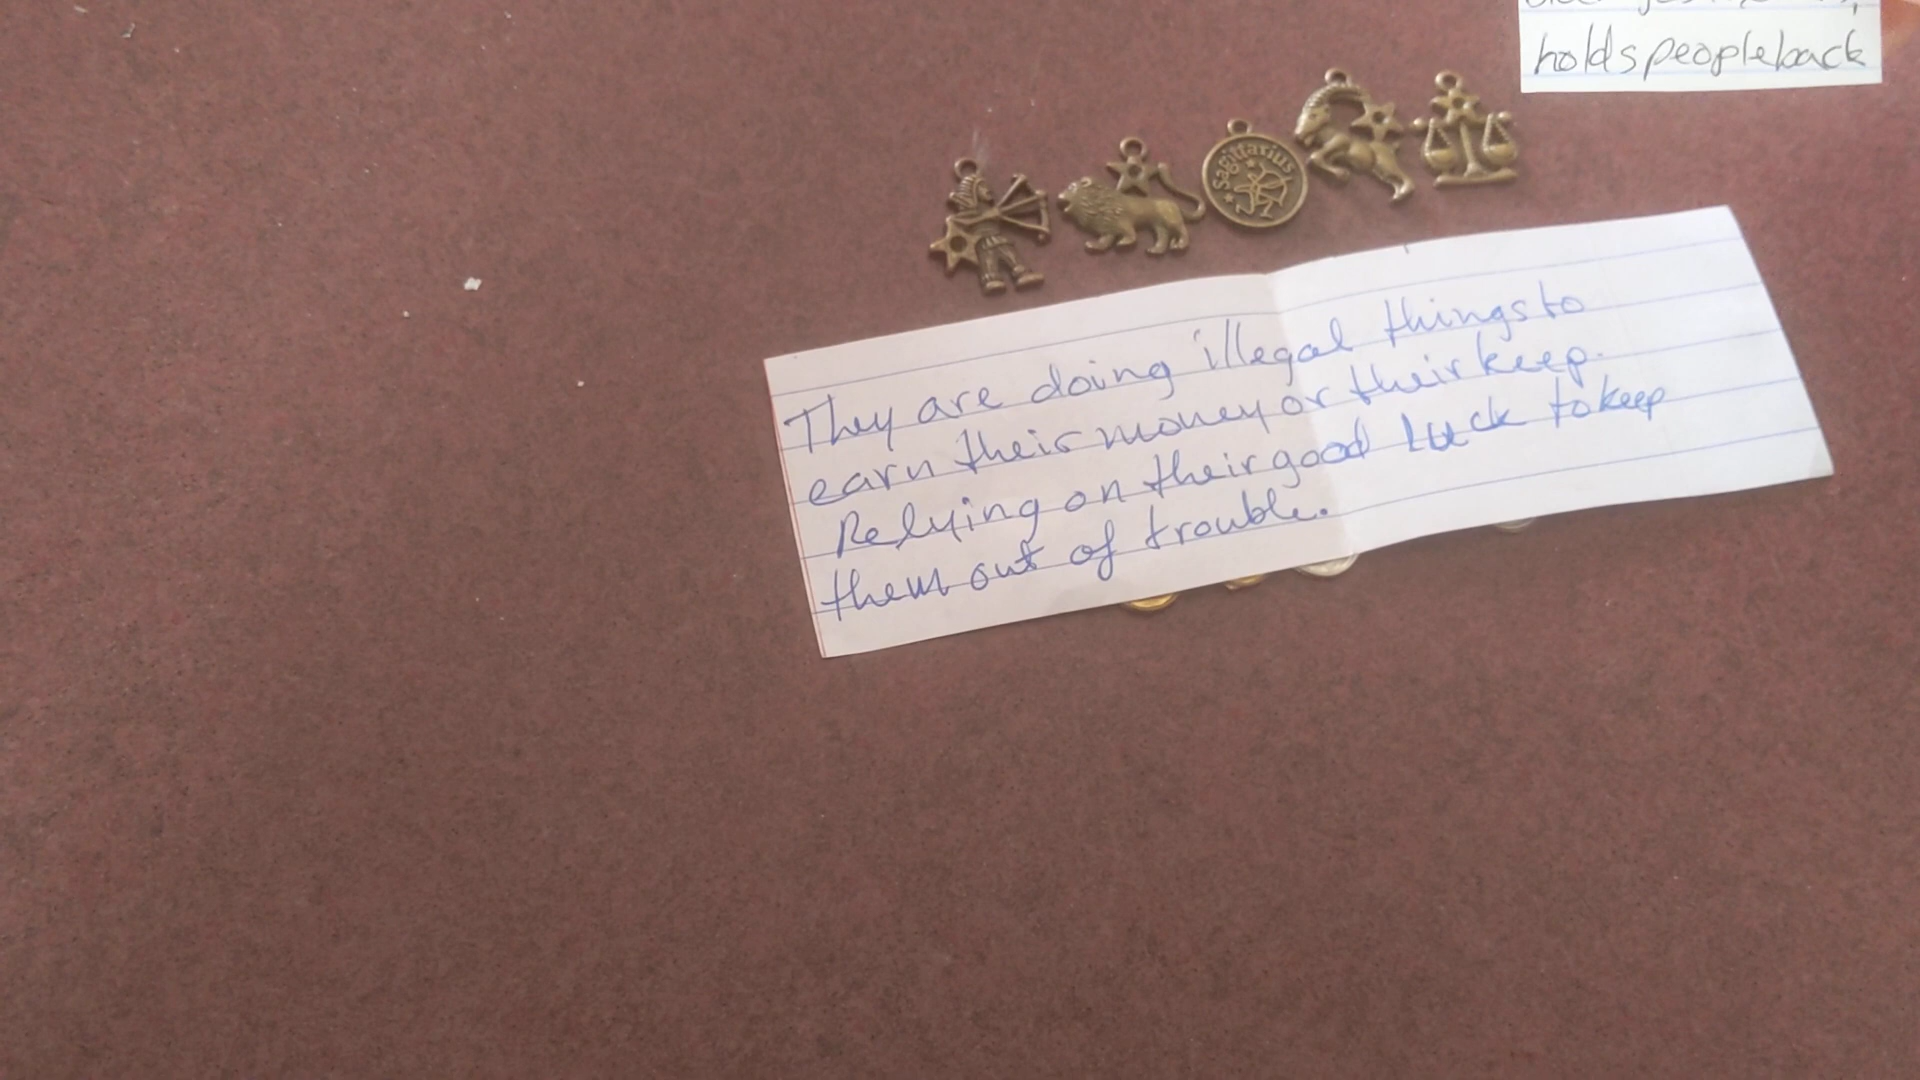 holds people back
Sagittarius
They are doing illegal things to
earn their money or their keep.
Relying on their good luck to keep
them out of trouble.